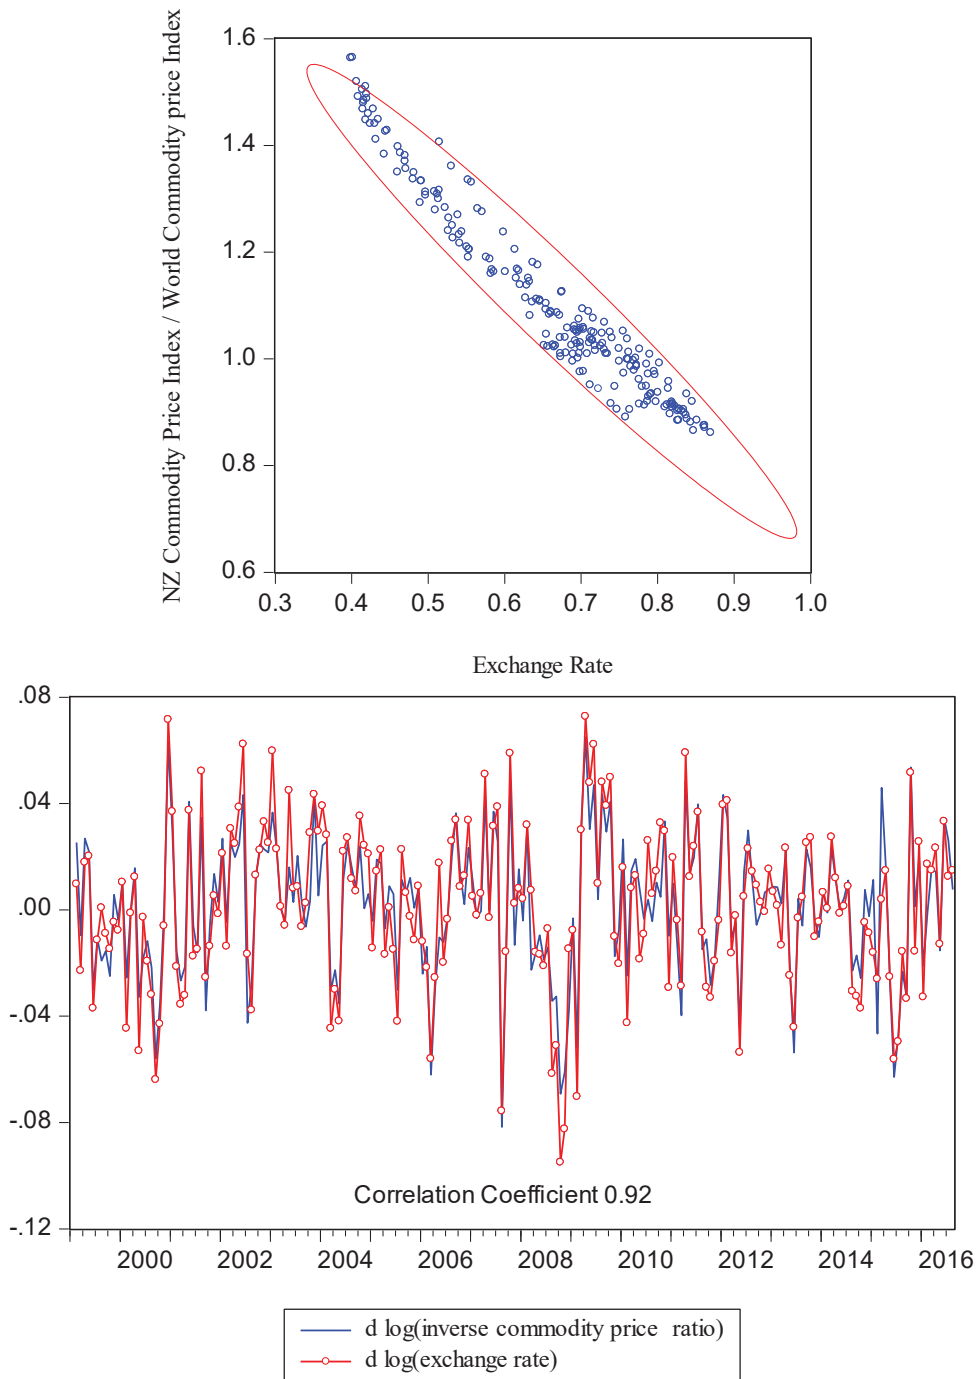 NZ Commodity Price Index / World Commodity price Index
1.6
1.4
1.2
1.0
0.8
0.6
0.3 0.4 0.5 0.6 0.7 0.8 0.9 1.0
Exchange Rate
.08
.04
.00
-.04
-.08
-.12
Correlation Coefficient 0.92
2000 2002 2004 2006 2008 2010 2012 2014 2016
d log(inverse commodity price ratio)
d log(exchange rate)